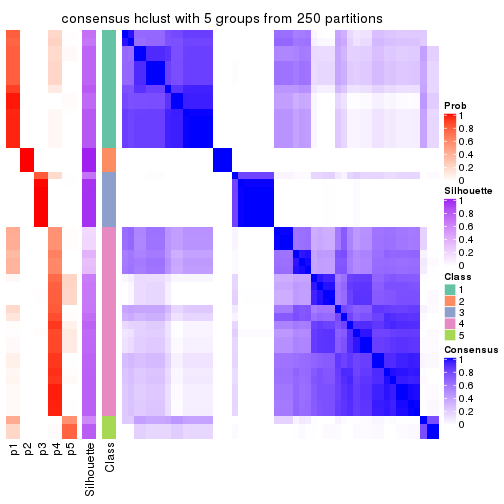 consensus hclust with 5 groups from 250 partitions
Prob
1
0.8
0.6
0.4
0.2
0
Silhouette
1
0.8
0.6
0.4
0.2
0
Class
1
2
3
4
5
Consensus
1
0.8
0.6
0.4
0.2
0
p1
p2
p3
p4
p5
Silhouette
Class